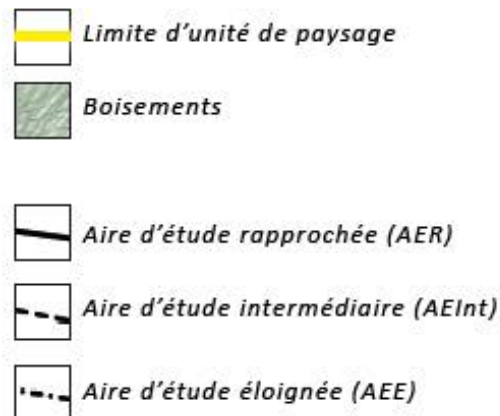 Limite d'unité de paysage
Boisements
Aire d'étude rapprochée (AER)
Aire d'étude intermédiaire (AEInt)
Aire d'étude éloignée (AEE)